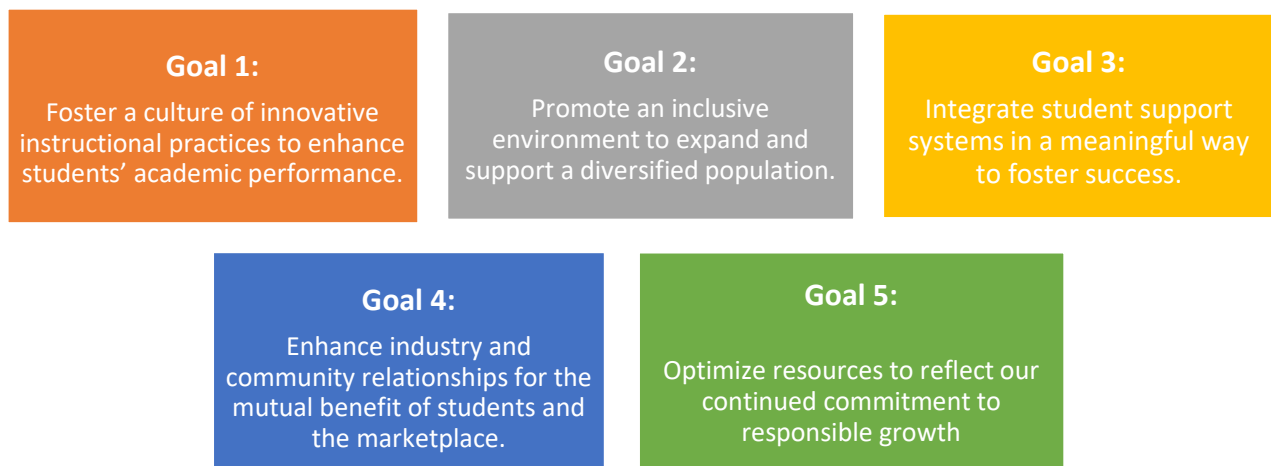 Goal 1:
Foster a culture of innovative
instructional practices to enhance
students’ academic performance.
Goal 2:
Promote an inclusive
environment to expand and
support a diversified population.
Goal 3:
Integrate student support
systems in a meaningful way
to foster success.
Goal 4:
Enhance industry and
community relationships for the
mutual benefit of students and
the marketplace.
Goal 5:
Optimize resources to reflect our
continued commitment to
responsible growth